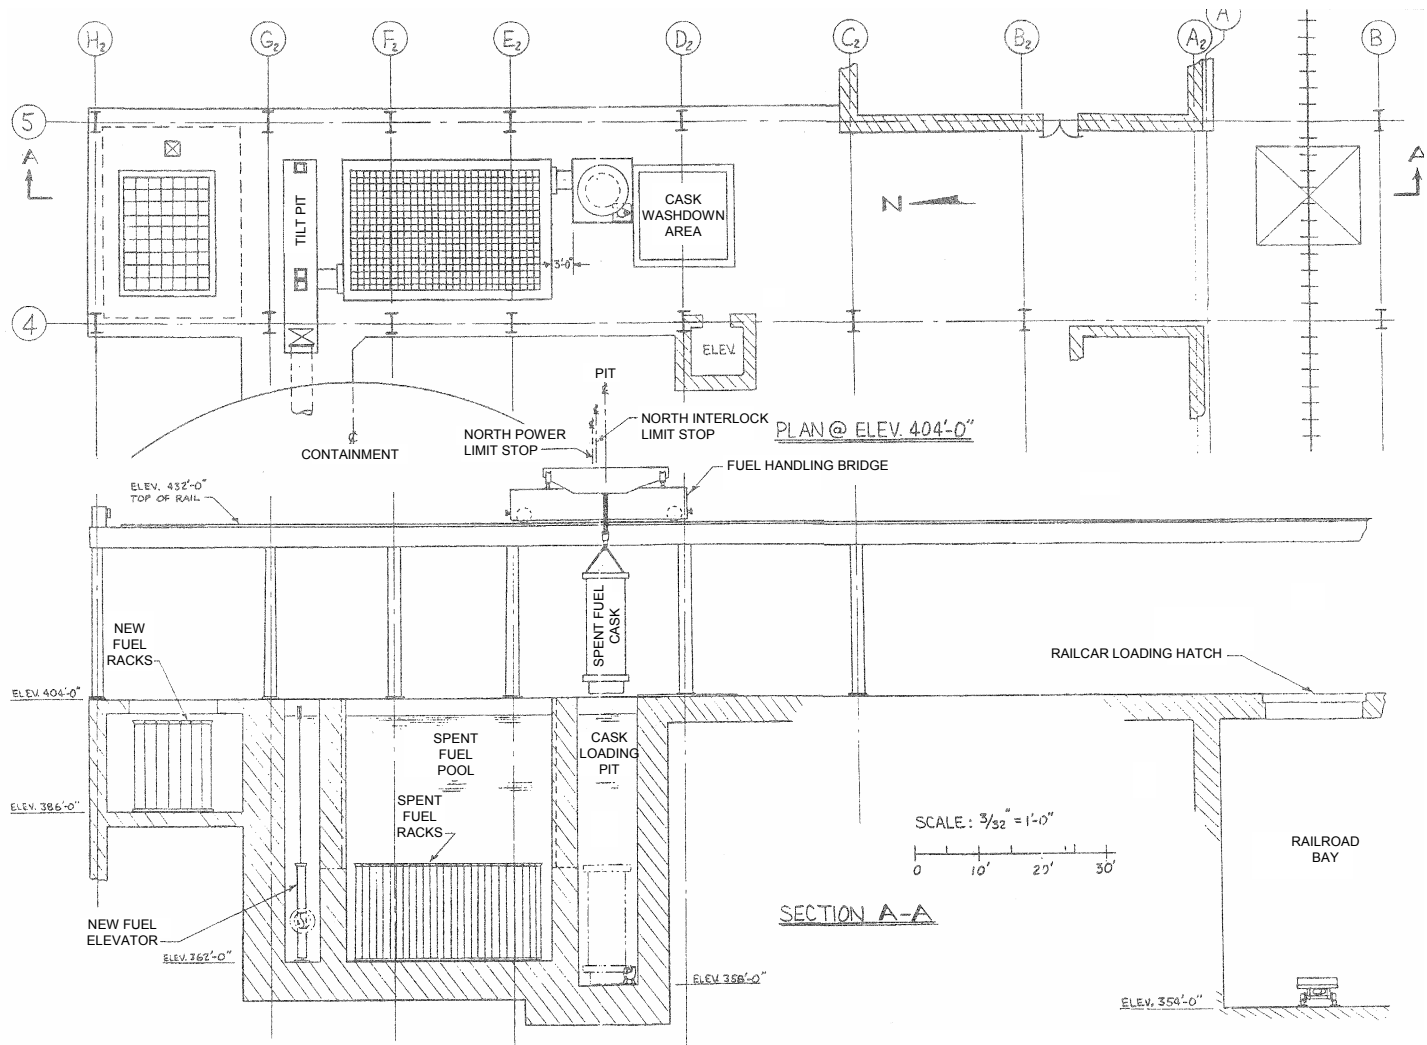 H2
G2
F2
E2
D2
C2
B2
A2
A
B
5
A
A
TILT PIT
CASK
WASHDOWN
AREA
N
3'-0"
4
ELEV.
PIT
NORTH INTERLOCK
LIMIT STOP
NORTH POWER
LIMIT STOP
PLAN @ ELEV. 404'-0"
℄
CONTAINMENT
FUEL HANDLING BRIDGE
ELEV. 432'-0"
TOP OF RAIL
SPENT FUEL
CASK
NEW
FUEL
RACKS
RAILCAR LOADING HATCH
ELEV. 404'-0"
SPENT
FUEL
POOL
CASK
LOADING
PIT
SPENT
FUEL
RACKS
ELEV. 386'-0"
SCALE: 3/32" = 1'-0"
0 10' 20' 30'
RAILROAD
BAY
SECTION A-A
NEW FUEL
ELEVATOR
ELEV. 362'-0"
ELEV. 358'-0"
ELEV. 354'-0"